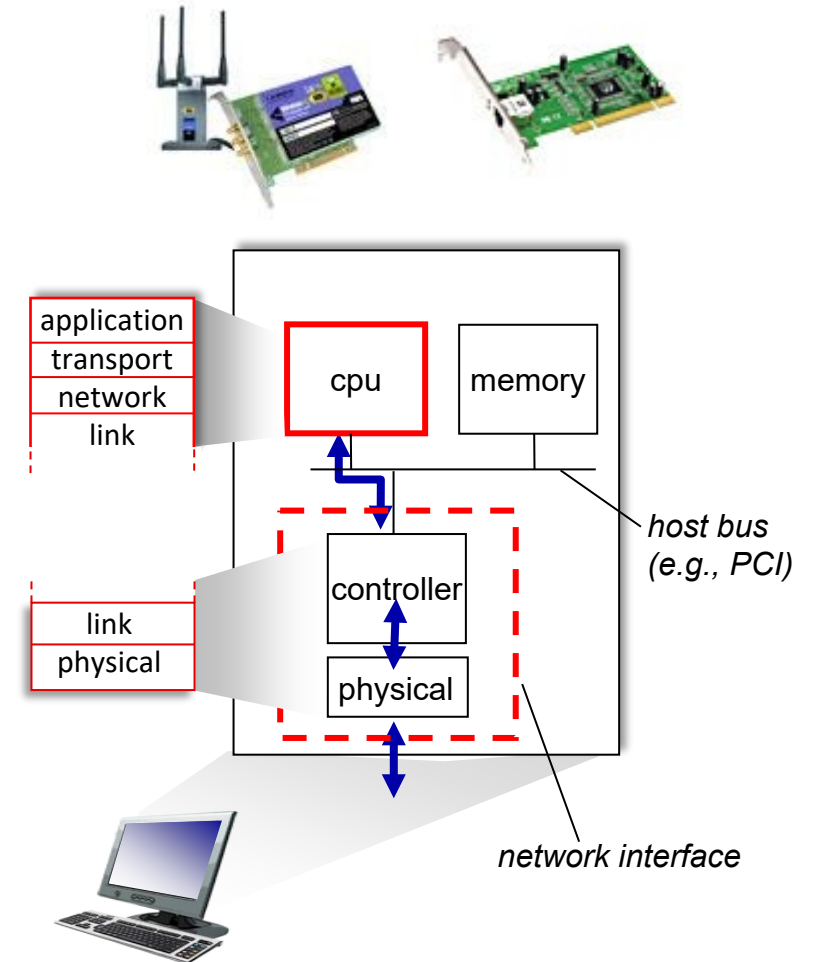 application
transport
network
link
cpu
memory
host bus
(e.g., PCI)
controller
link
physical
physical
network interface